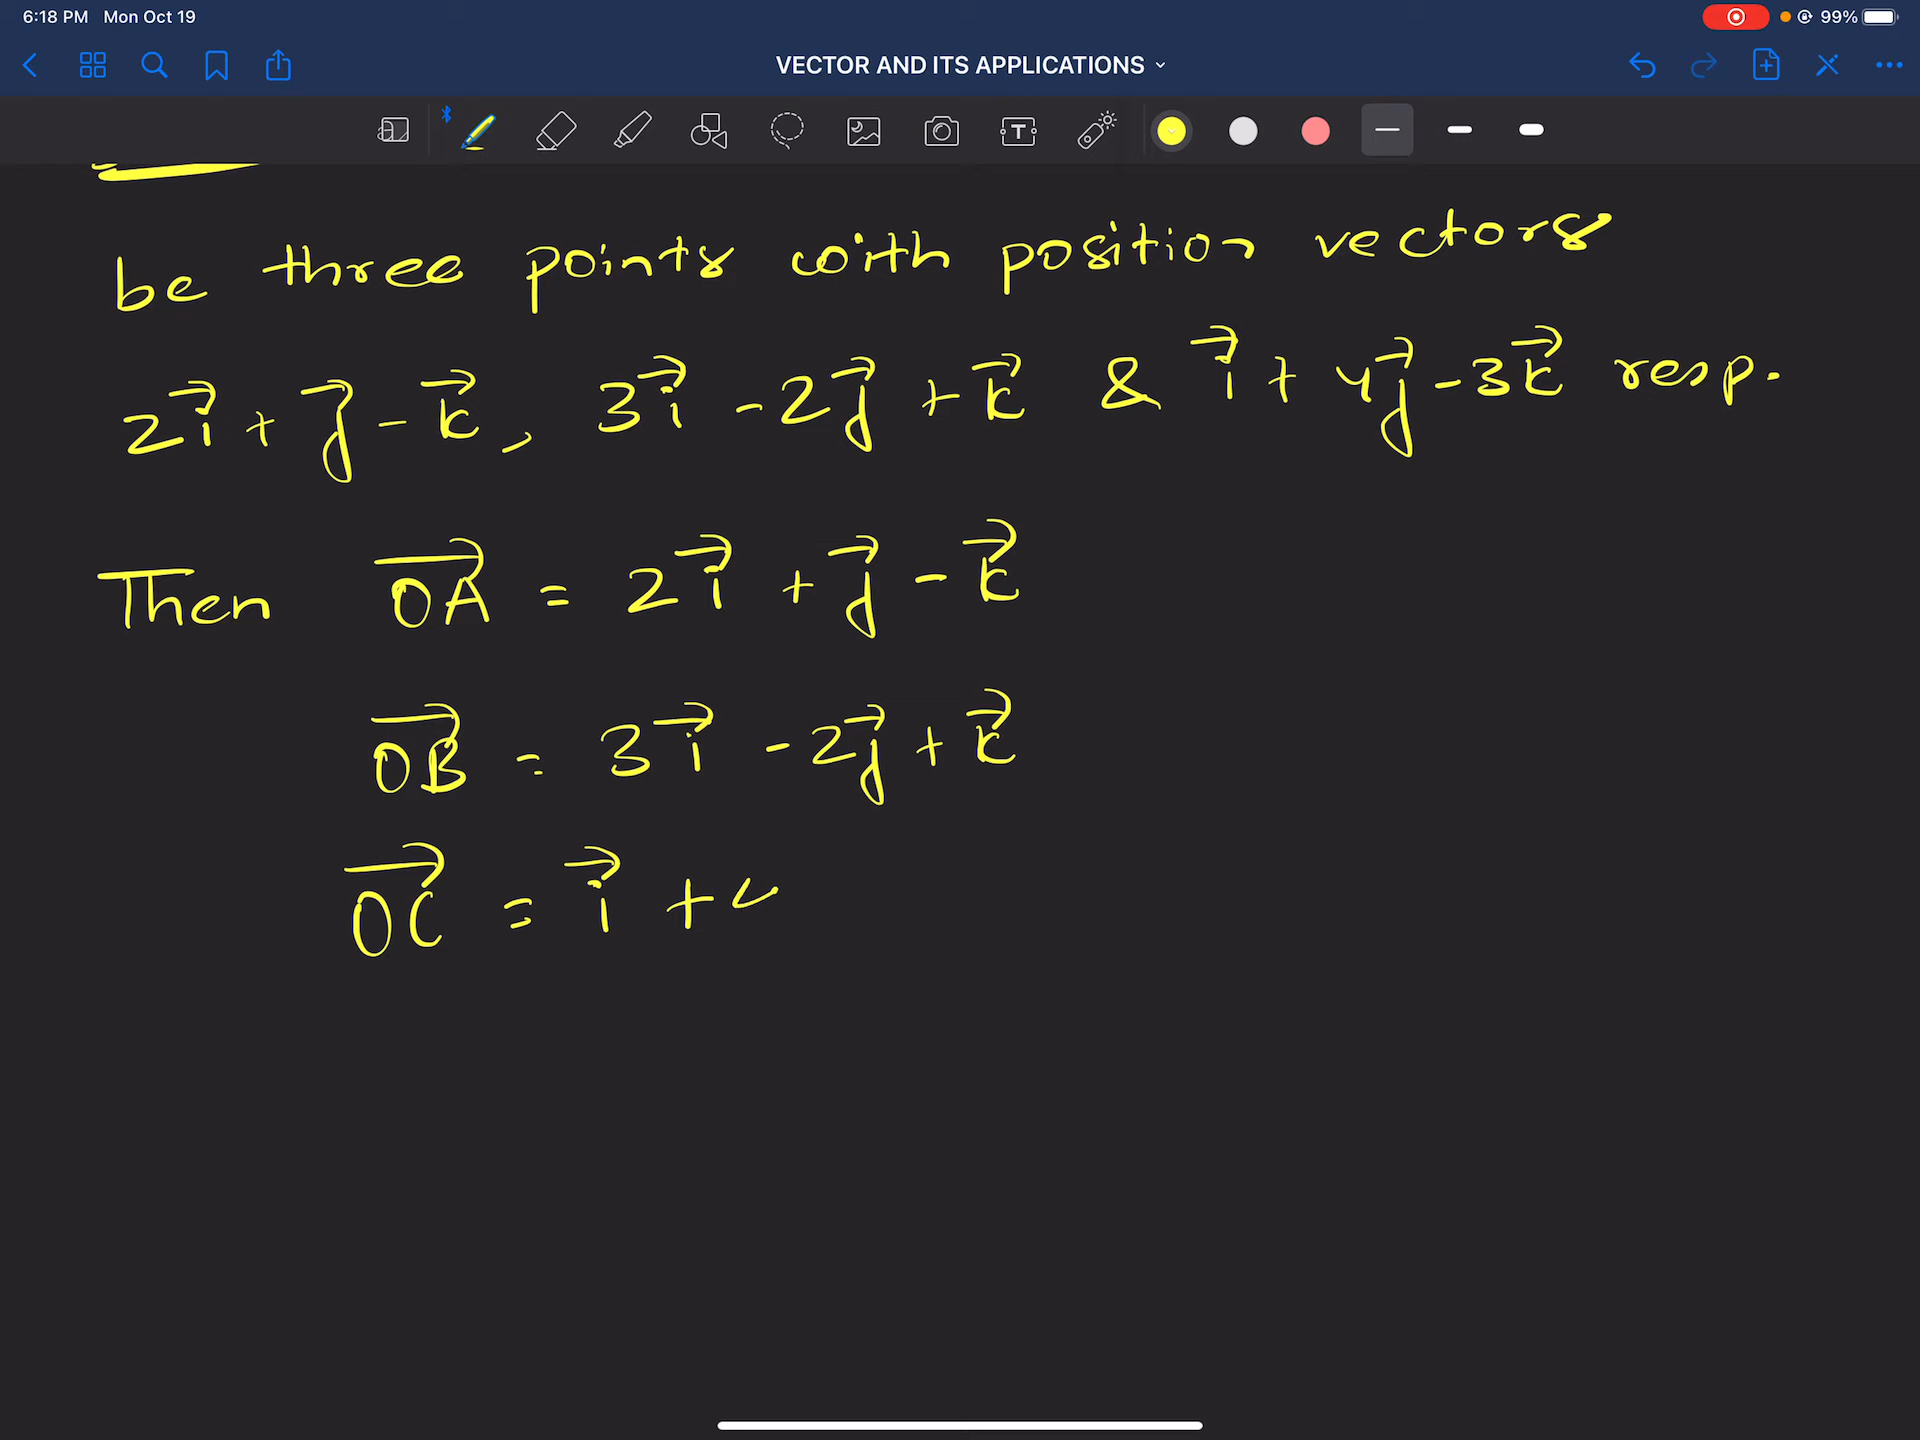 6:18 PM Mon Oct 19
99%
VECTOR AND ITS APPLICATIONS
T
be three points with position vectors
2i⃗ + j⃗ - k⃗, 3i⃗ - 2j⃗ + k⃗ & i⃗ + 4j⃗ - 3k⃗ resp.
Then OA⃗ = 2i⃗ + j⃗ - k⃗
OB⃗ = 3i⃗ - 2j⃗ + k⃗
OC⃗ = i⃗ +